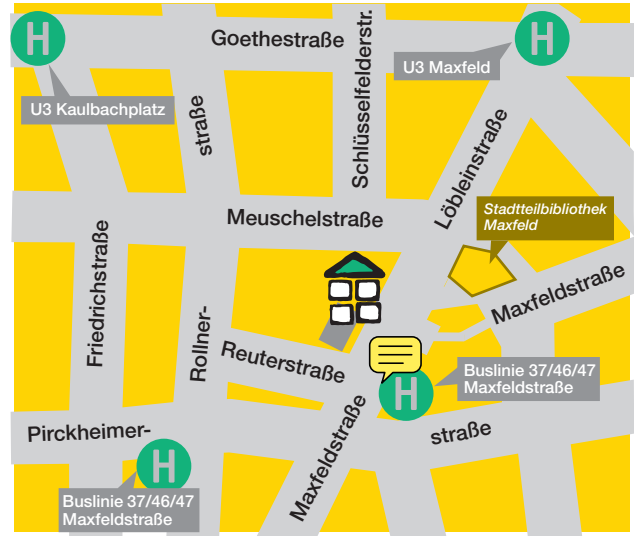 H
Goethestraße
H
U3 Kaulbachplatz
U3 Maxfeld
Schlüsselfelderstr.
straße
Löbleinstraße
Meuschelstraße
Stadtteilbibliothek
Maxfeld
Friedrichstraße
Maxfeldstraße
Rollner-
Reuterstraße
H
Buslinie 37/46/47
Maxfeldstraße
Pirckheimer-
straße
Maxfeldstraße
H
Buslinie 37/46/47
Maxfeldstraße